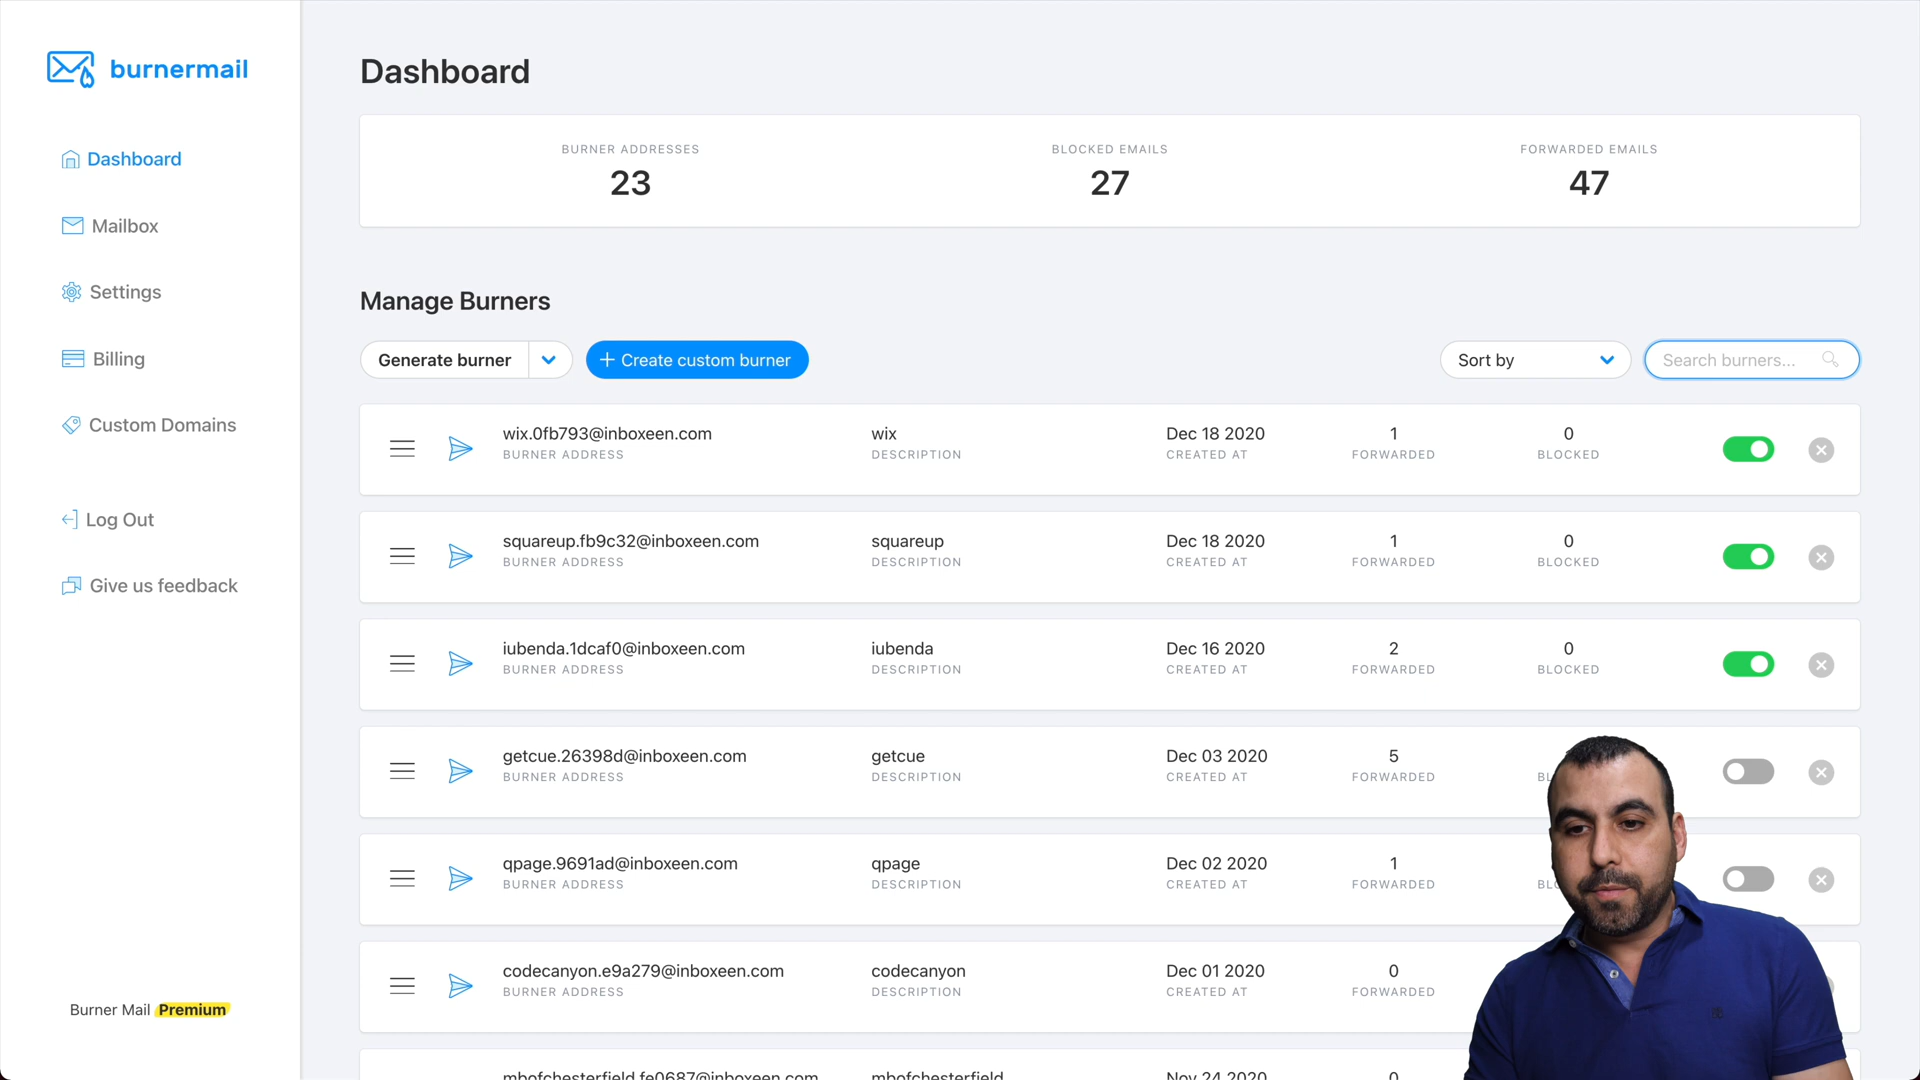 burnermail
Dashboard
Mailbox
Settings
Billing
Custom Domains
Log Out
Give us feedback
Burner Mail Premium
Dashboard
BURNER ADDRESSES
23
BLOCKED EMAILS
27
FORWARDED EMAILS
47
Manage Burners
Generate burner
Create custom burner
Sort by
Search burners...
wix.0fb793@inboxeen.com wix Dec 18 2020 1 0
BURNER ADDRESS DESCRIPTION CREATED AT FORWARDED BLOCKED
squareup.fb9c32@inboxeen.com squareup Dec 18 2020 1 0
BURNER ADDRESS DESCRIPTION CREATED AT FORWARDED BLOCKED
iubenda.1dcaf0@inboxeen.com iubenda Dec 16 2020 2 0
BURNER ADDRESS DESCRIPTION CREATED AT FORWARDED BLOCKED
getcue.26398d@inboxeen.com getcue Dec 03 2020 5
BURNER ADDRESS DESCRIPTION CREATED AT FORWARDED
qpage.9691ad@inboxeen.com qpage Dec 02 2020 1
BURNER ADDRESS DESCRIPTION CREATED AT FORWARDED
codecanyon.e9a279@inboxeen.com codecanyon Dec 01 2020 0
BURNER ADDRESS DESCRIPTION CREATED AT FORWARDED
mbofchesterfield.fe0687@inboxeen.com mbofchesterfield Nov 24 2020 0